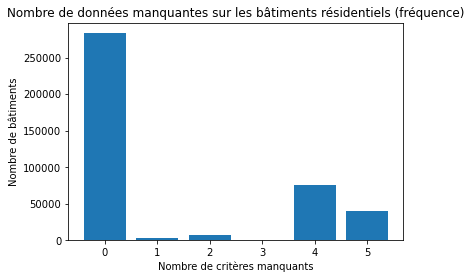 Nombre de données manquantes sur les bâtiments résidentiels (fréquence)
250000
200000
150000
100000
50000
0
Nombre de bâtiments
0 1 2 3 4 5
Nombre de critères manquants